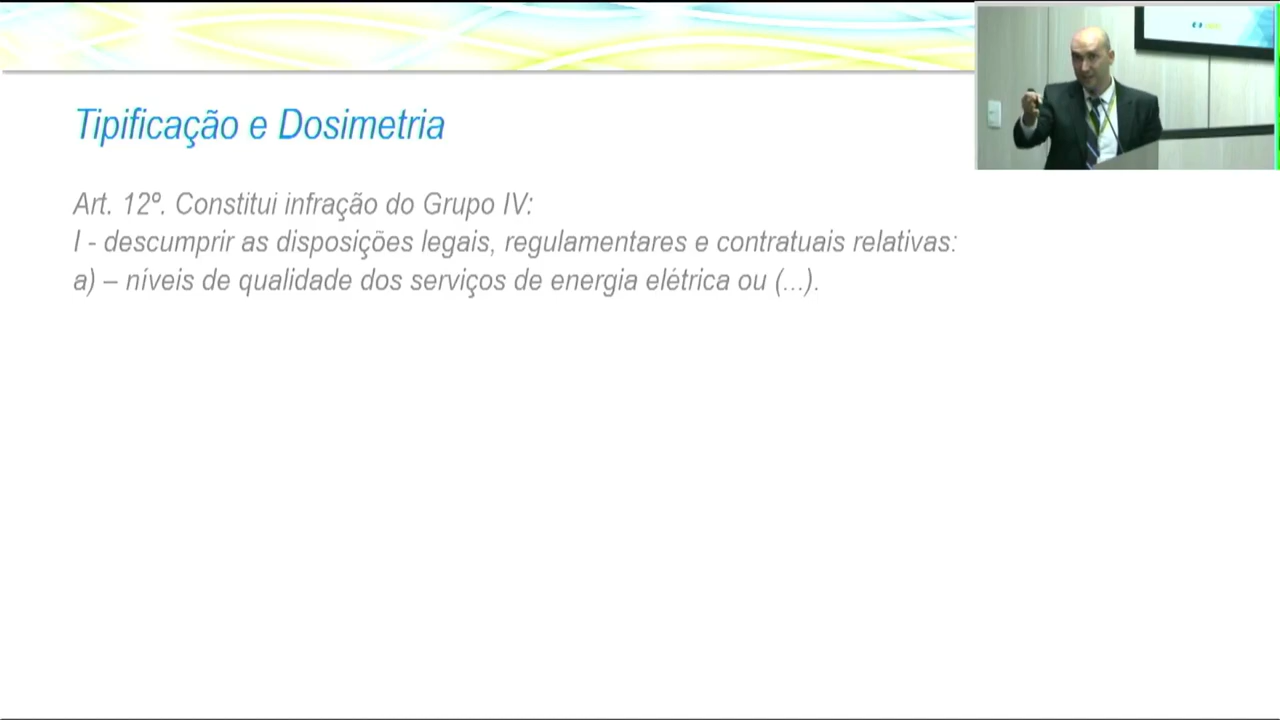 Tipificação e Dosimetria
Art. 12º. Constitui infração do Grupo IV:
I - descumprir as disposições legais, regulamentares e contratuais relativas:
a) – níveis de qualidade dos serviços de energia elétrica ou (...).